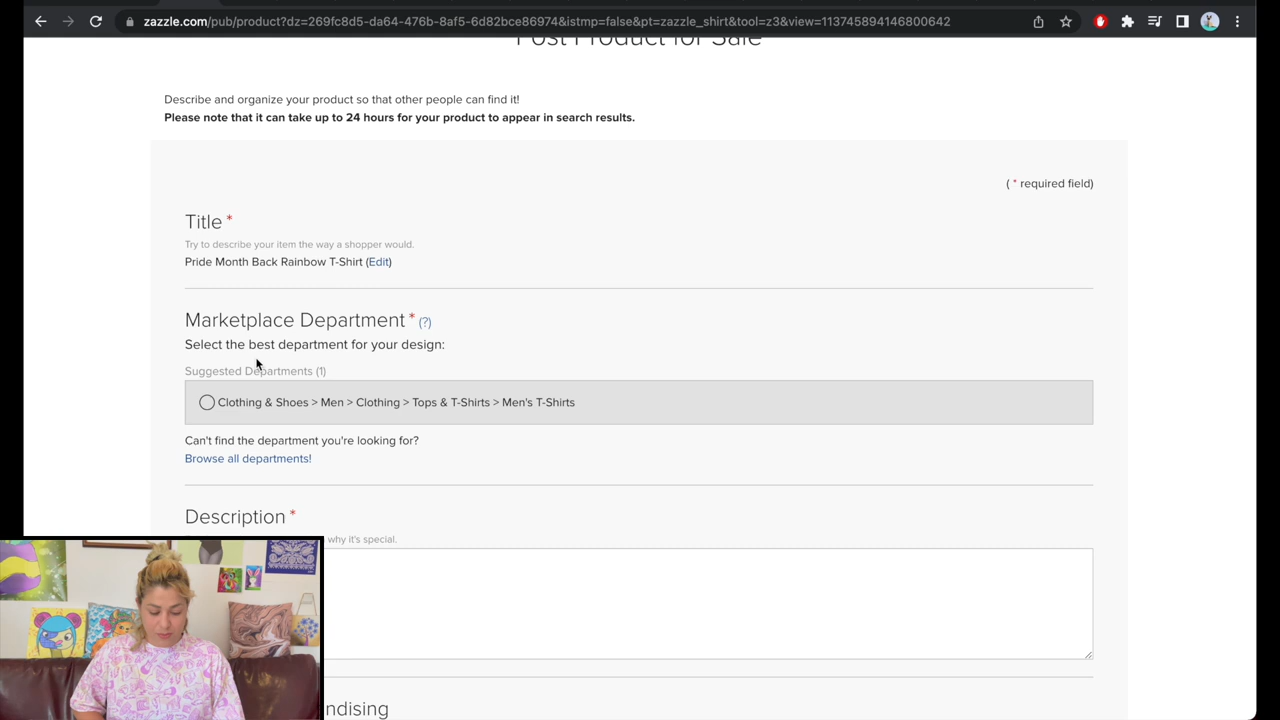 zazzle.com/pub/product?dz=269fc8d5-da64-476b-8af5-6d82bce86974&istmp=false&pt=zazzle_shirt&tool=z3&view=113745894146800642
Post Product for Sale
Describe and organize your product so that other people can find it!
Please note that it can take up to 24 hours for your product to appear in search results.
( * required field)
Title *
Try to describe your item the way a shopper would.
Pride Month Back Rainbow T-Shirt (Edit)
Marketplace Department * (?)
Select the best department for your design:
Suggested Departments (1)
Clothing & Shoes > Men > Clothing > Tops & T-Shirts > Men's T-Shirts
Can't find the department you're looking for?
Browse all departments!
Description *
why it's special.
ndising